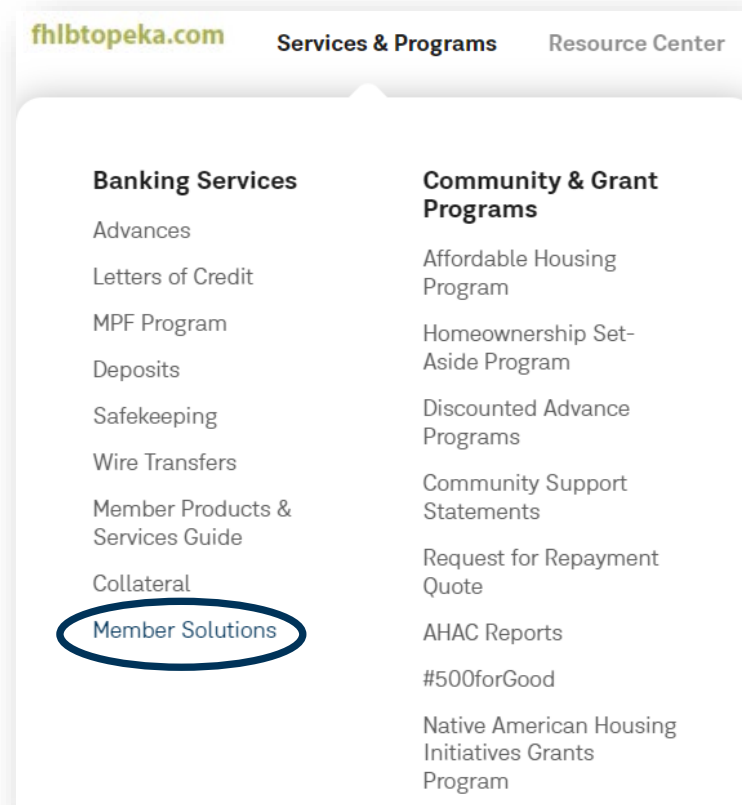 fhlbtopeka.com
Services & Programs
Resource Center
Banking Services
Advances
Letters of Credit
MPF Program
Deposits
Safekeeping
Wire Transfers
Member Products &
Services Guide
Collateral
Member Solutions
Community & Grant
Programs
Affordable Housing
Program
Homeownership Set-
Aside Program
Discounted Advance
Programs
Community Support
Statements
Request for Repayment
Quote
AHAC Reports
#500forGood
Native American Housing
Initiatives Grants
Program